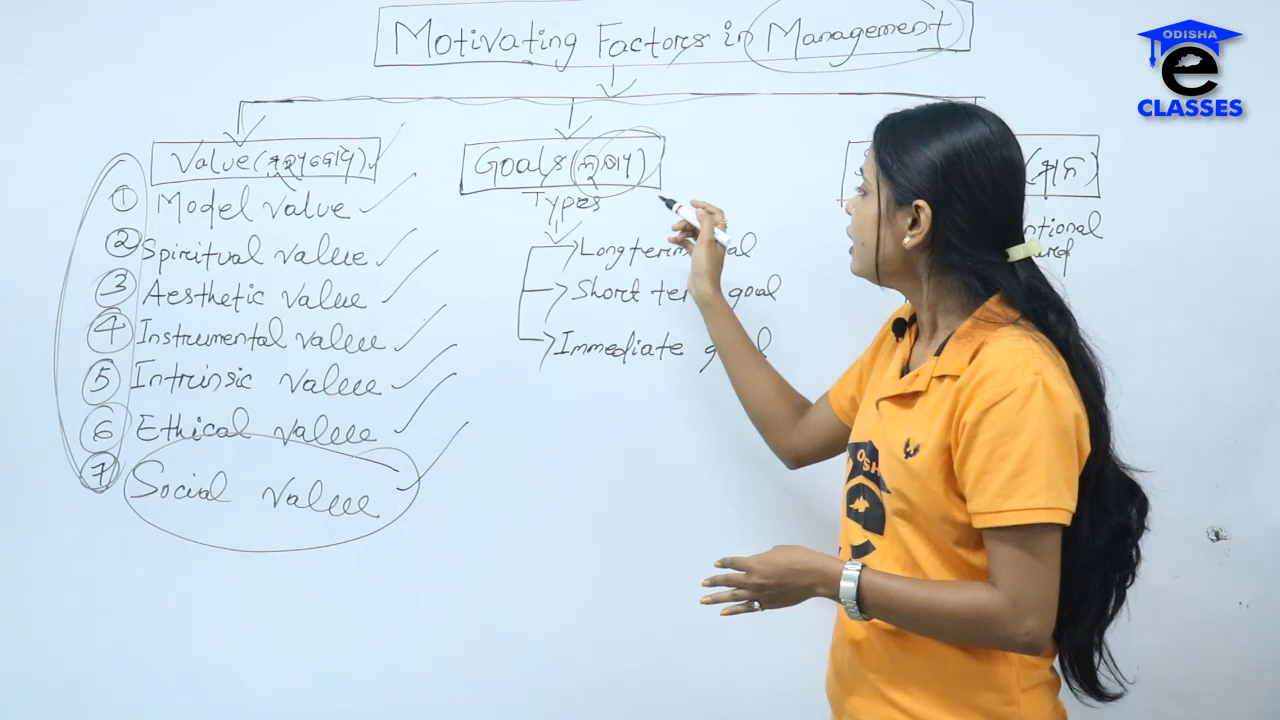 Motivating Factors in Management
ODISHA
e
CLASSES
Value (ମୂଲ୍ୟବୋଧ)
① Model value
② Spiritual value
③ Aesthetic value
④ Instrumental value
⑤ Intrinsic value
⑥ Ethical value
⑦ Social value
Goals (ଲକ୍ଷ୍ୟ)
Types
Long term
Short term goal
Immediate goal